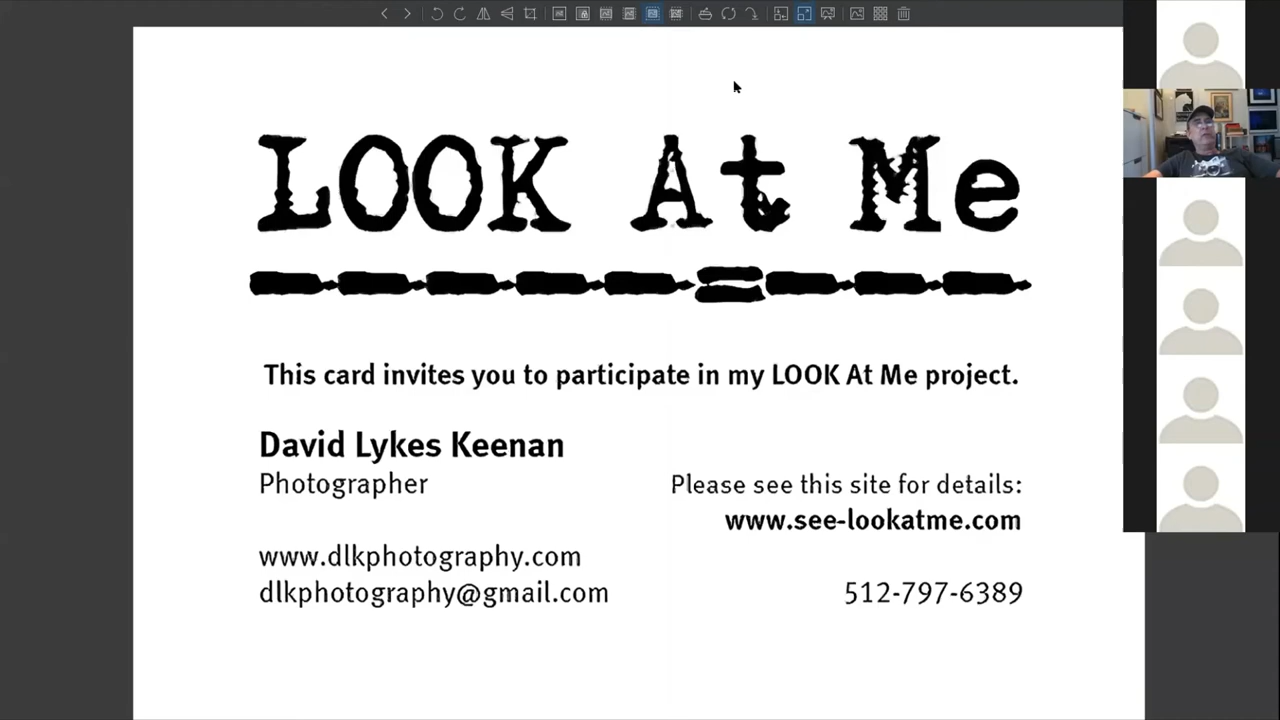 LOOK At Me
This card invites you to participate in my LOOK At Me project.
David Lykes Keenan
Photographer
Please see this site for details:
www.see-lookatme.com
www.dlkphotography.com
dlkphotography@gmail.com
512-797-6389